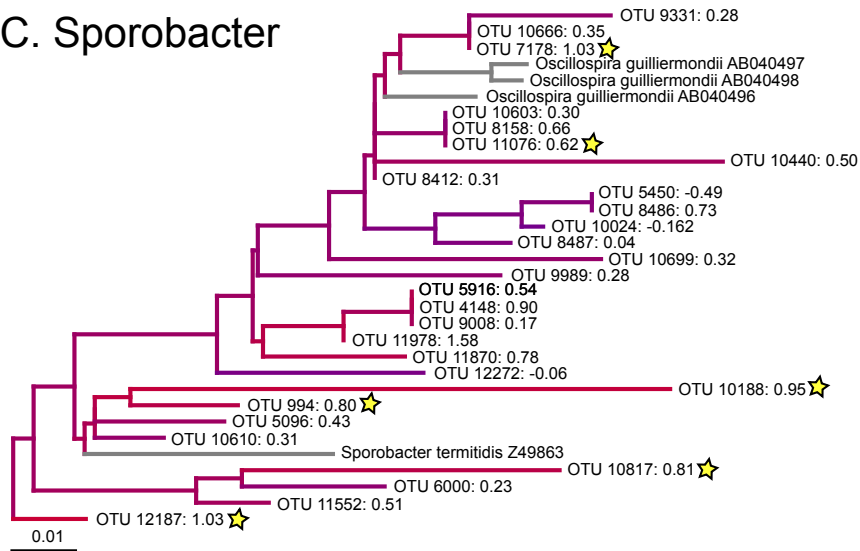 C. Sporobacter
OTU 9331: 0.28
OTU 10666: 0.35
OTU 7178: 1.03
Oscillospira guilliermondii AB040497
Oscillospira guilliermondii AB040498
Oscillospira guilliermondii AB040496
OTU 10603: 0.30
OTU 8158: 0.66
OTU 11076: 0.62
OTU 10440: 0.50
OTU 8412: 0.31
OTU 5450: -0.49
OTU 8486: 0.73
OTU 10024: -0.162
OTU 8487: 0.04
OTU 10699: 0.32
OTU 9989: 0.28
OTU 5916: 0.54
OTU 4148: 0.90
OTU 9008: 0.17
OTU 11978: 1.58
OTU 11870: 0.78
OTU 12272: -0.06
OTU 10188: 0.95
OTU 994: 0.80
OTU 5096: 0.43
OTU 10610: 0.31
Sporobacter termitidis Z49863
OTU 10817: 0.81
OTU 6000: 0.23
OTU 11552: 0.51
OTU 12187: 1.03
0.01